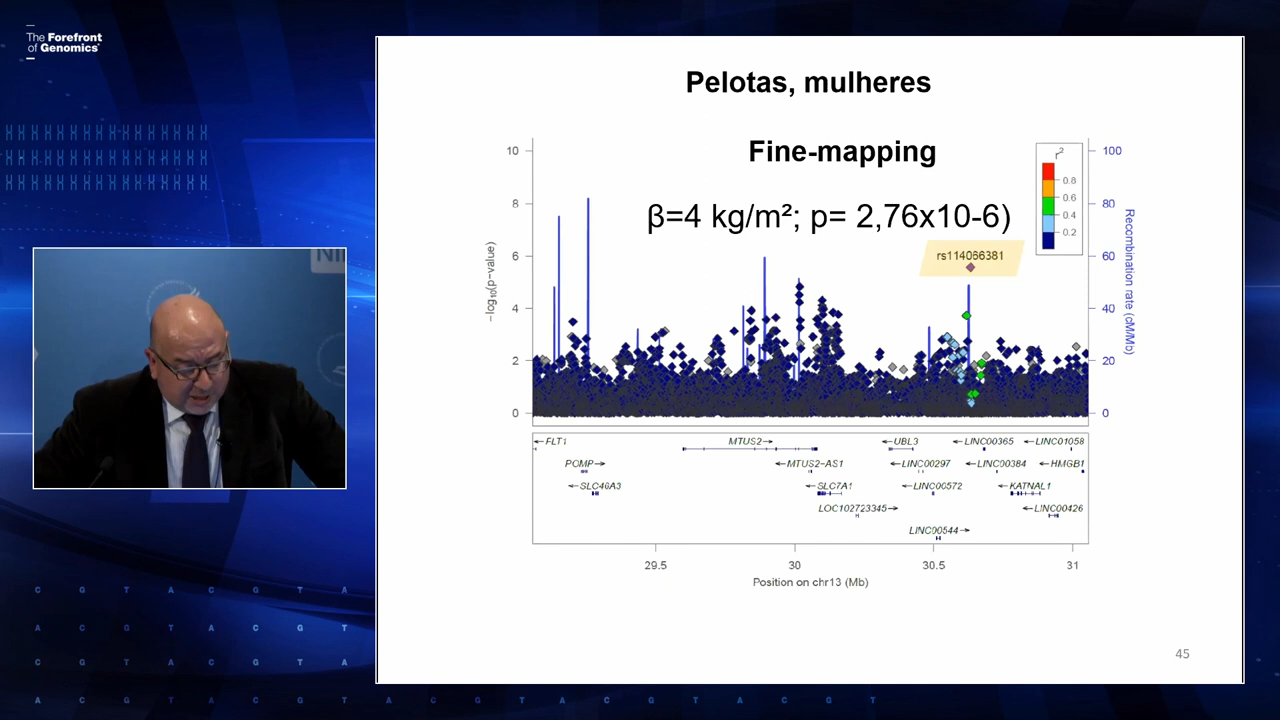 The Forefront
of Genomics®
NI
Pelotas, mulheres
Fine-mapping
β=4 kg/m²; p= 2,76x10-6)
rs114066381
r²
0.8
0.6
0.4
0.2
10
8
6
4
2
0
−log₁₀(p−value)
100
80
60
40
20
0
Recombination rate (cM/Mb)
←FLT1
MTUS2→
←UBL3
←LINC00365
←LINC01058
POMP→
←MTUS2−AS1
←LINC00297
←LINC00384
←HMGB1
←SLC46A3
←SLC7A1
←LINC00572
←KATNAL1
LOC102723345→
←LINC00426
LINC00544→
29.5
30
30.5
31
Position on chr13 (Mb)
45
C G T A C G T A
A C G T A C G T
C G T A C G T A
A C G T A C G T A C G T A C G T A C G T